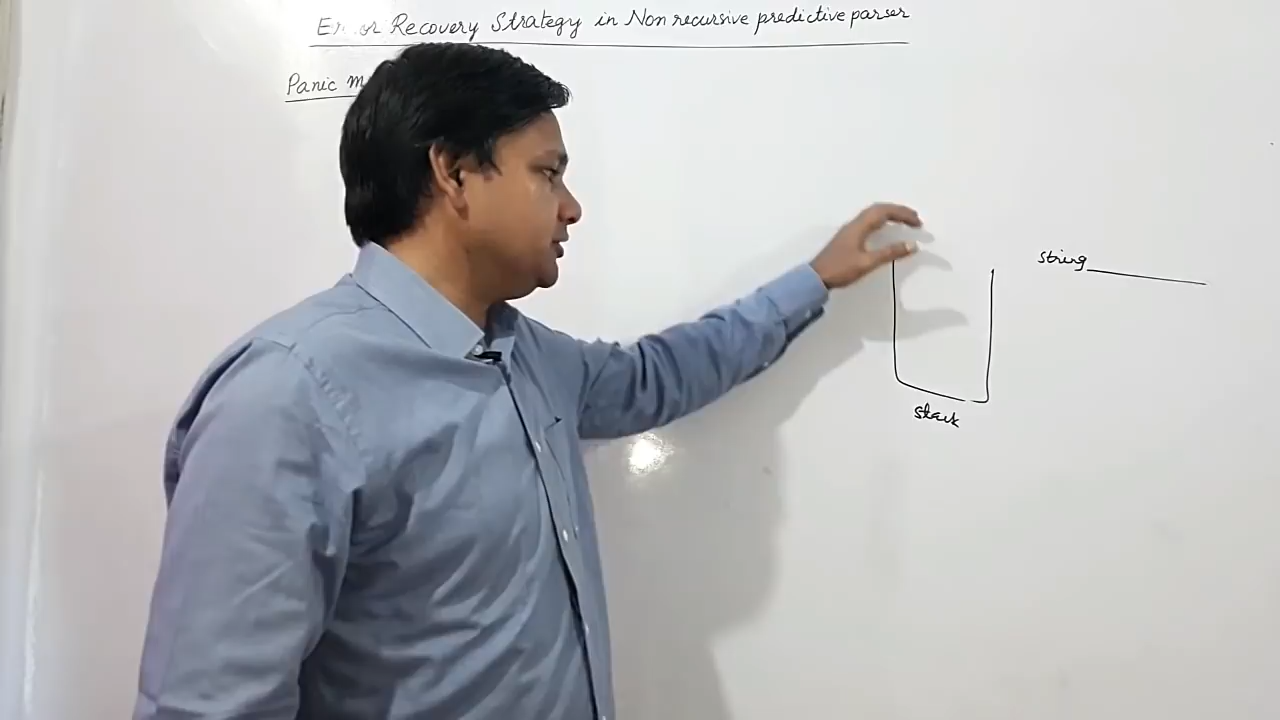 Error Recovery Strategy in Non recursive predictive parser
Panic
string
stack